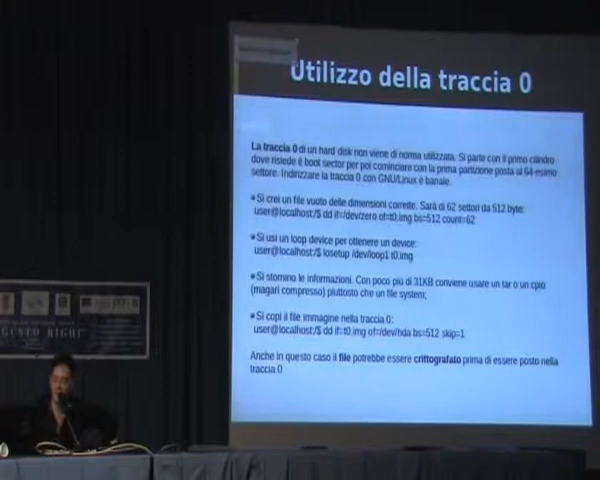 Utilizzo della traccia 0
La traccia 0 di un hard disk non viene di norma utilizzata. Si parte con il primo cilindro
dove risiede il boot sector per poi cominciare con la prima partizione posta al 64-esimo
settore. Indirizzare la traccia 0 con GNU/Linux è banale.
Si crei un file vuoto delle dimensioni corrette. Sarà di 62 settori da 512 byte:
user@localhost:/$ dd if=/dev/zero of=t0.img bs=512 count=62
Si usi un loop device per ottenere un device:
user@localhost:/$ losetup /dev/loop1 t0.img
Si stornino le informazioni. Con poco più di 31KB conviene usare un tar o un cpio
(magari compresso) piuttosto che un file system;
Si copi il file immagine nella traccia 0:
user@localhost:/$ dd if=t0.img of=/dev/hda bs=512 skip=1
Anche in questo caso il file potrebbe essere crittografato prima di essere posto nella
traccia 0